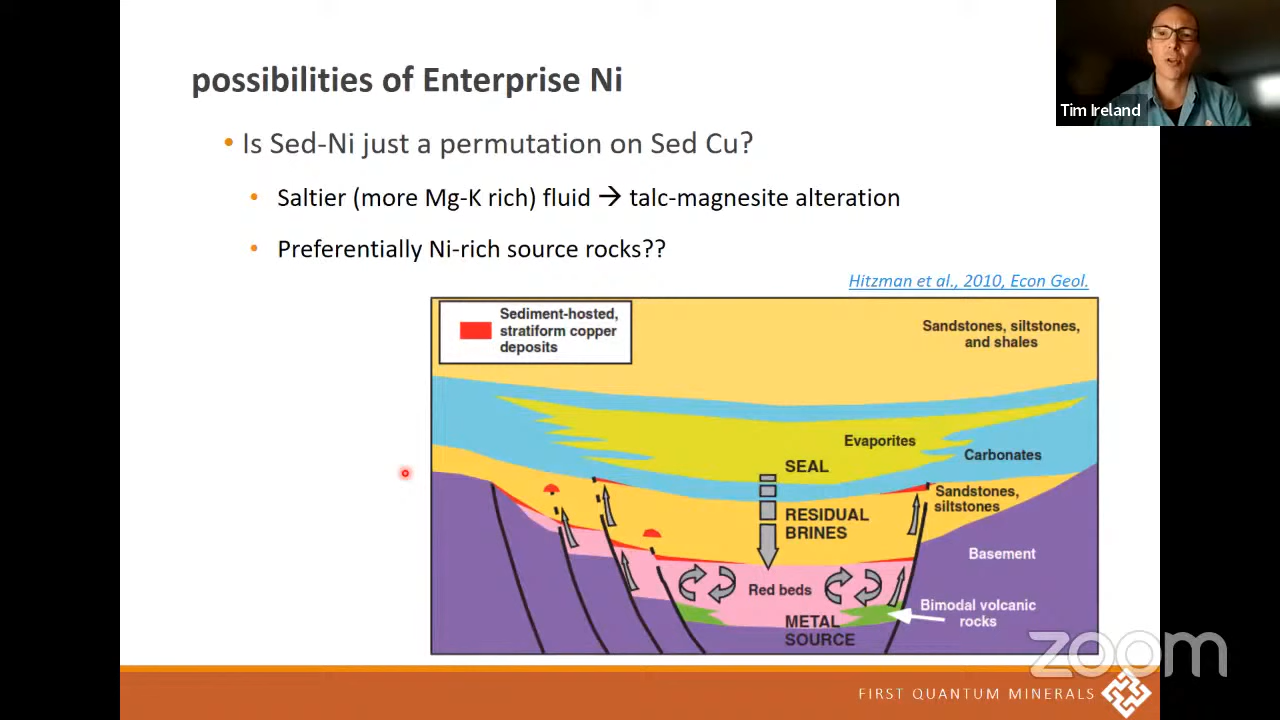 possibilities of Enterprise Ni
Tim Ireland
• Is Sed-Ni just a permutation on Sed Cu?
• Saltier (more Mg-K rich) fluid → talc-magnesite alteration
• Preferentially Ni-rich source rocks??
Hitzman et al., 2010, Econ Geol.
Sediment-hosted,
stratiform copper
deposits
Sandstones, siltstones,
and shales
Evaporites
Carbonates
SEAL
Sandstones,
siltstones
RESIDUAL
BRINES
Basement
Red beds
Bimodal volcanic
rocks
METAL
SOURCE
zoom
FIRST QUANTUM MINERALS